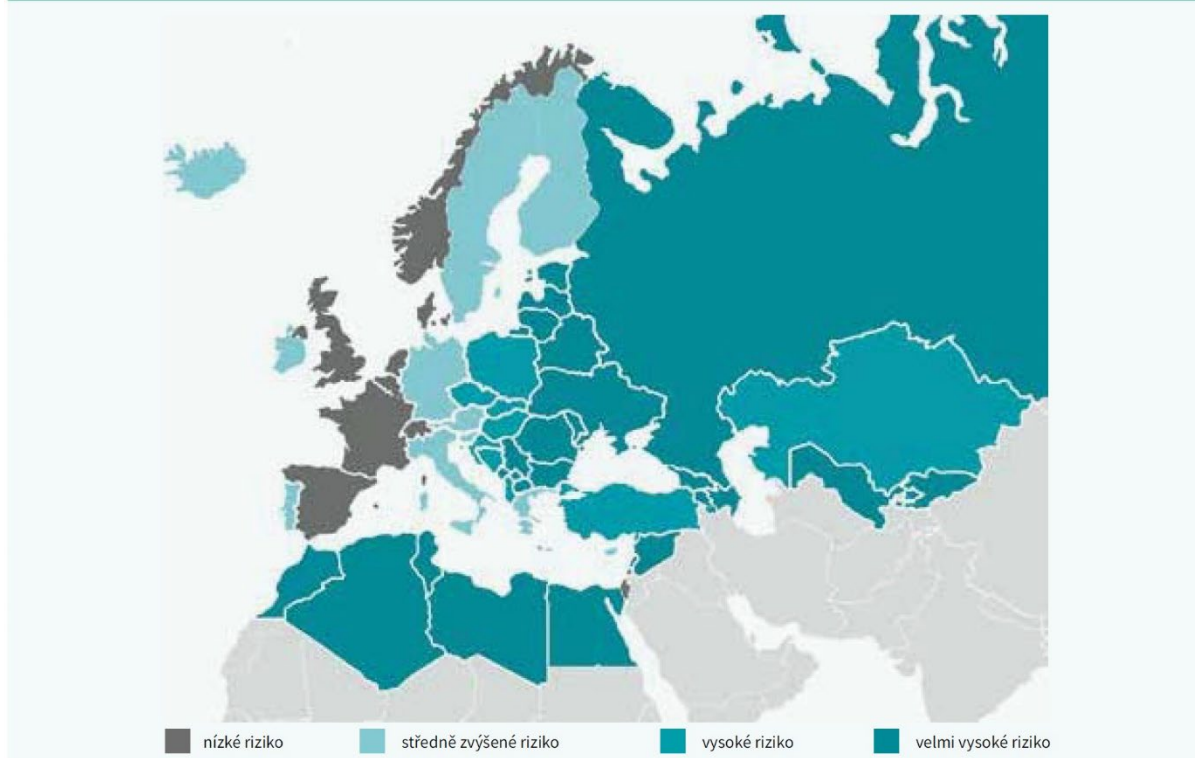 nízké riziko
středně zvýšené riziko
vysoké riziko
velmi vysoké riziko